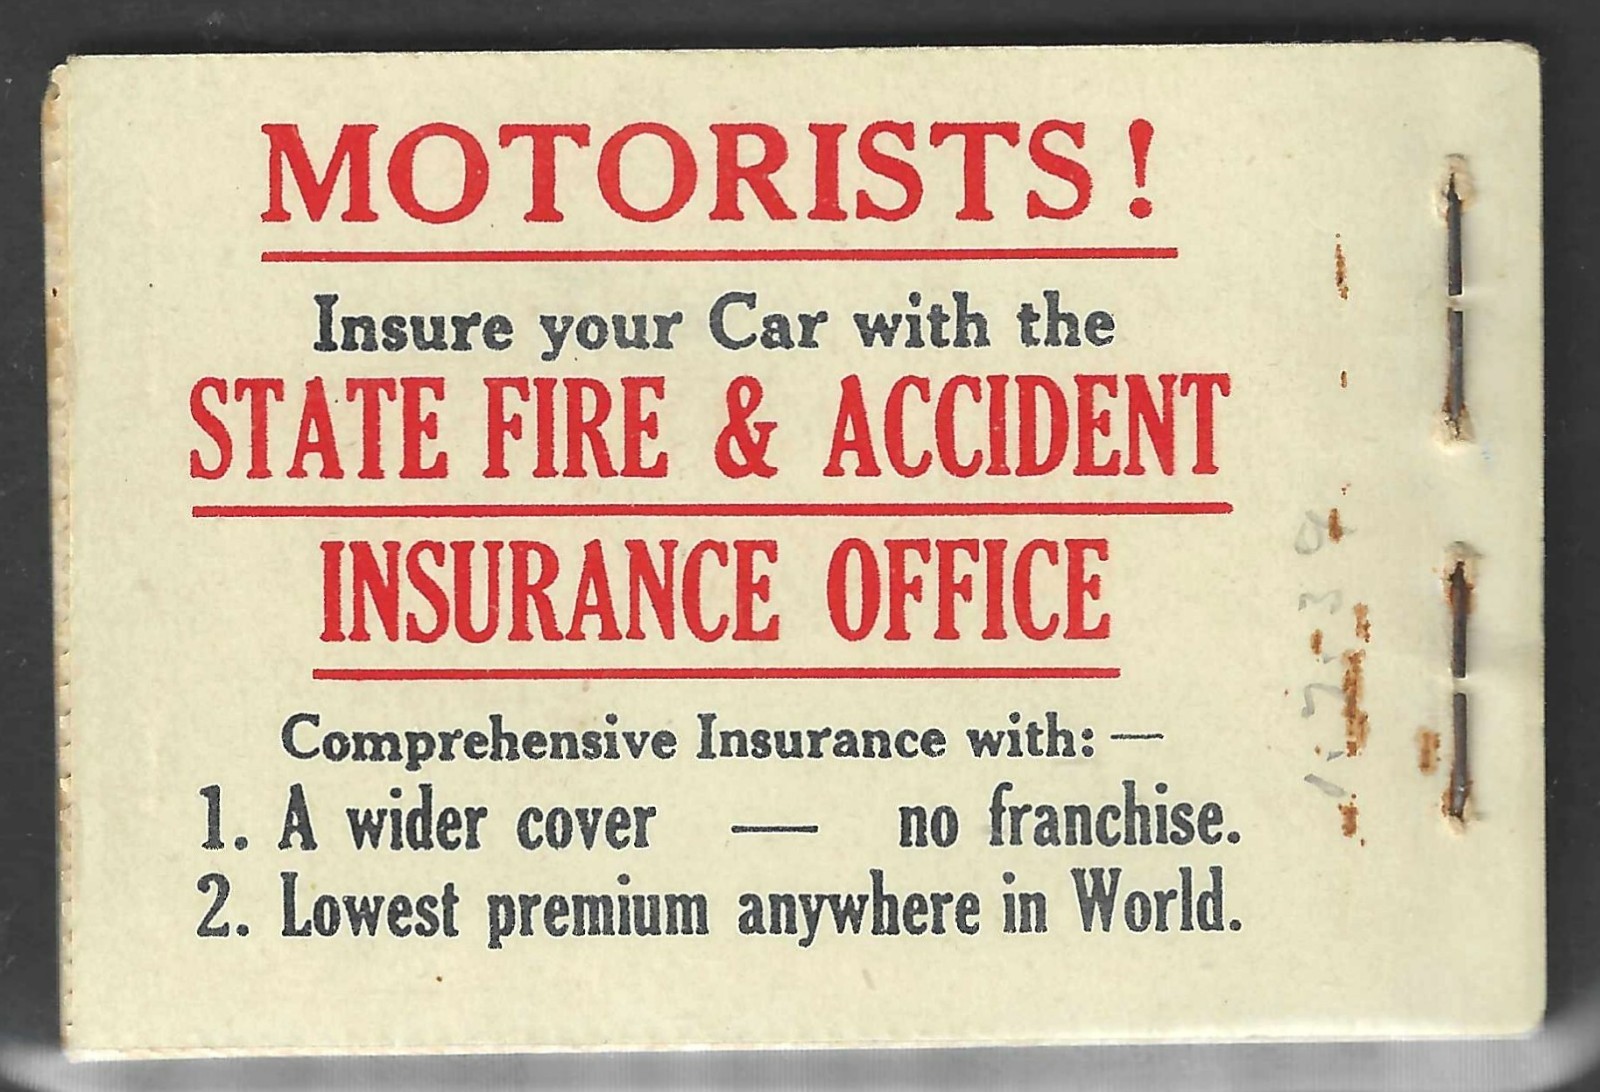 MOTORISTS!
Insure your Car with the
STATE FIRE & ACCIDENT
INSURANCE OFFICE
Comprehensive Insurance with: —
1. A wider cover — no franchise.
2. Lowest premium anywhere in World.